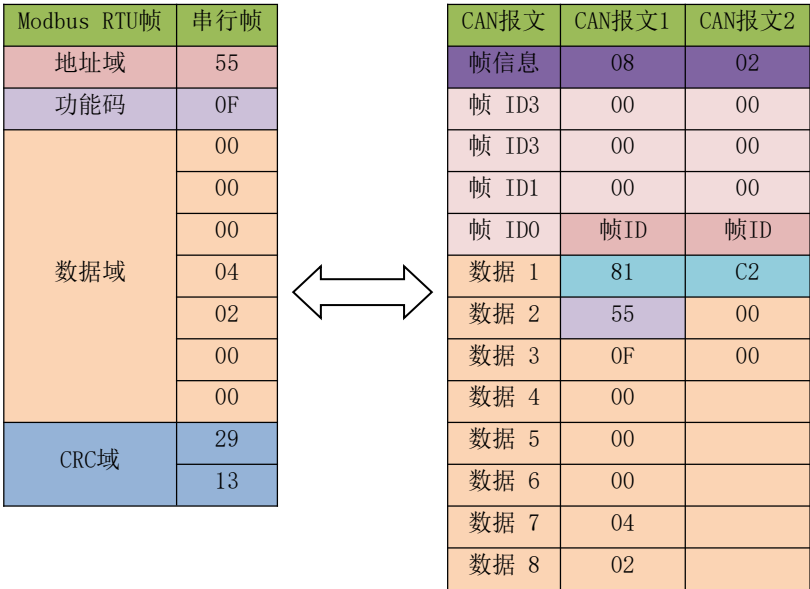 Modbus RTU帧 串行帧
地址域 55
功能码 0F
数据域 00
00
00
04
02
00
00
CRC域 29
13
CAN报文 CAN报文1 CAN报文2
帧信息 08 02
帧 ID3 00 00
帧 ID3 00 00
帧 ID1 00 00
帧 ID0 帧ID 帧ID
数据 1 81 C2
数据 2 55 00
数据 3 0F 00
数据 4 00
数据 5 00
数据 6 00
数据 7 04
数据 8 02